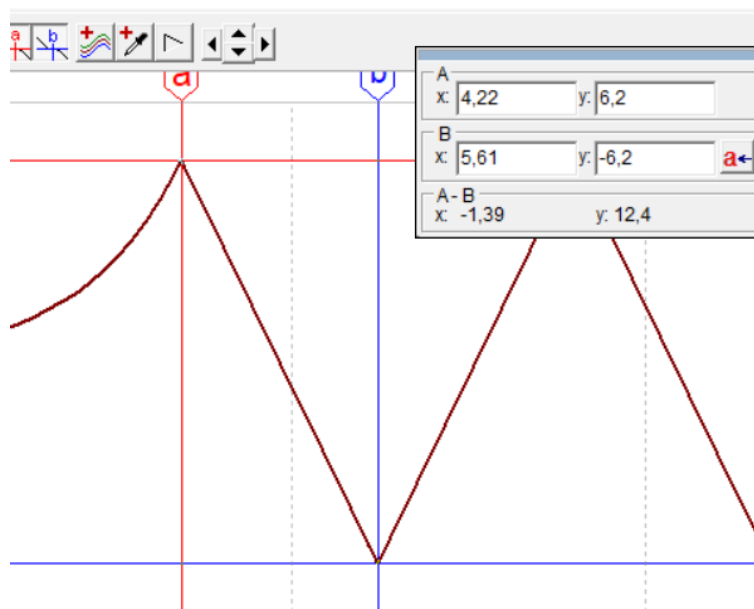 a b
a b
A
x: 4,22 y: 6,2
B
x: 5,61 y: -6,2 a
A - B
x: -1,39 y: 12,4